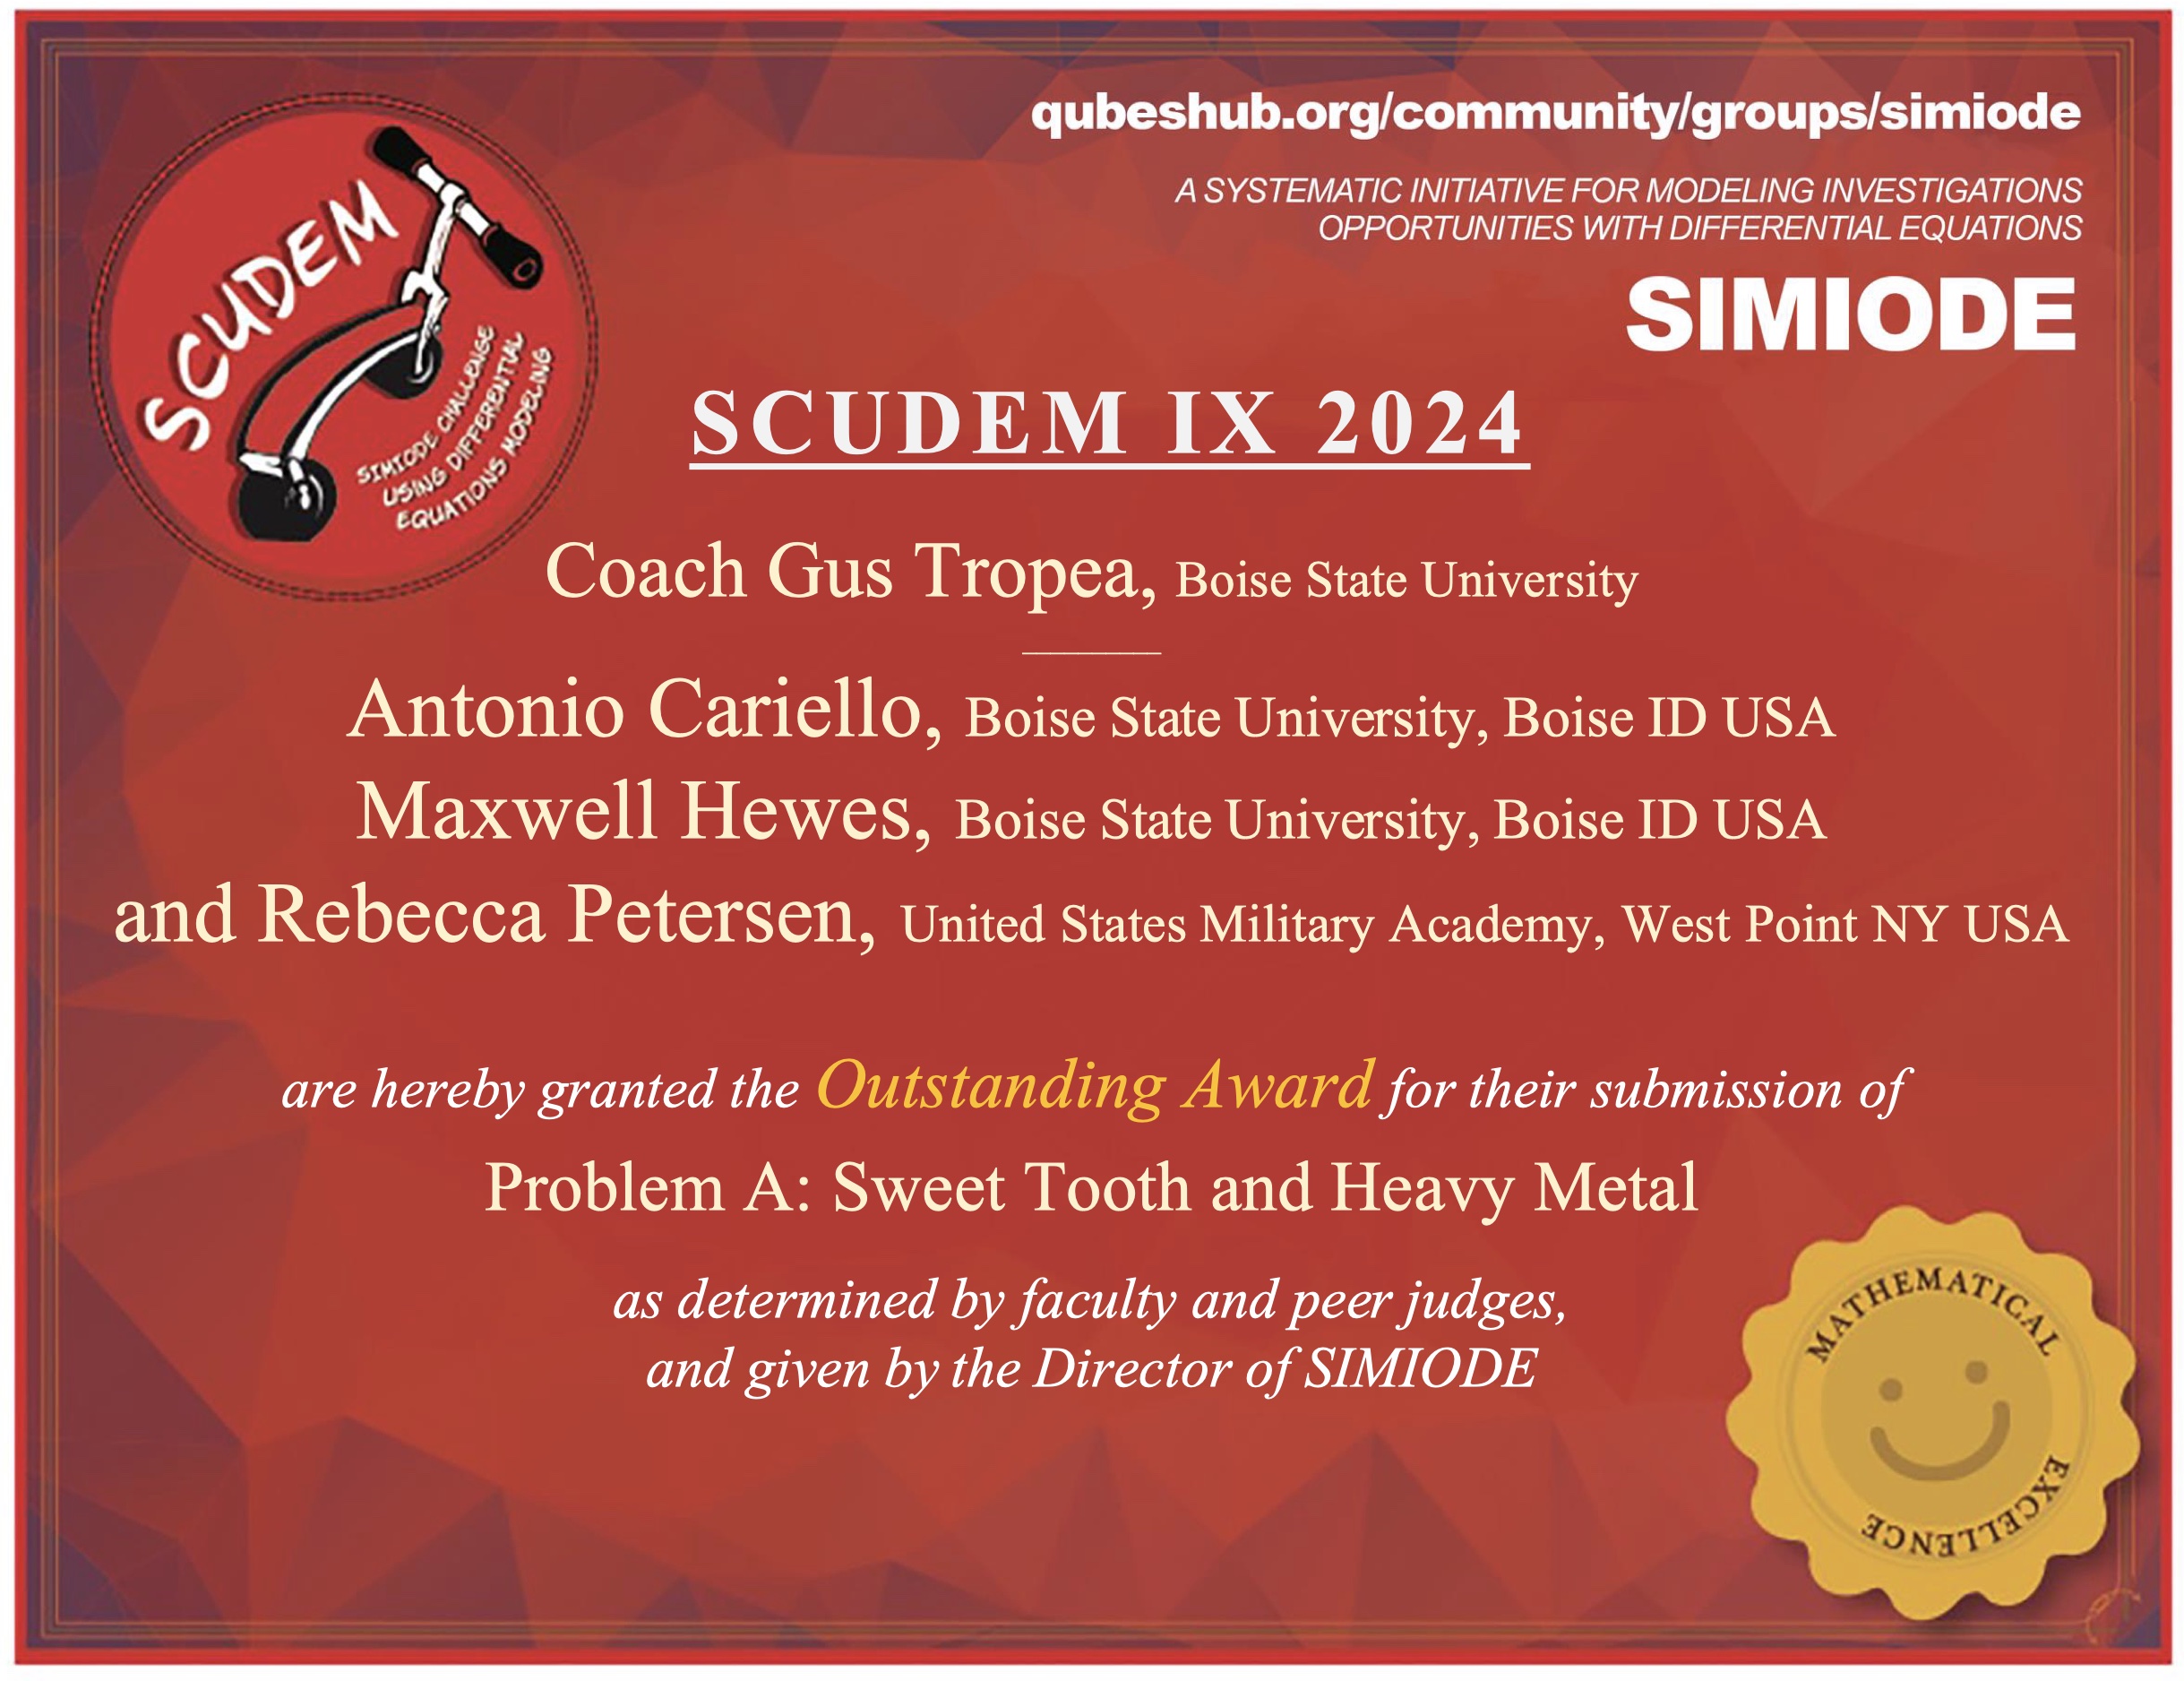 SCUDEM
SIMIODE CHALLENGE
USING DIFFERENTIAL
EQUATIONS MODELING
qubeshub.org/community/groups/simiode
A SYSTEMATIC INITIATIVE FOR MODELING INVESTIGATIONS
OPPORTUNITIES WITH DIFFERENTIAL EQUATIONS
SIMIODE
SCUDEM IX 2024
Coach Gus Tropea, Boise State University
Antonio Cariello, Boise State University, Boise ID USA
Maxwell Hewes, Boise State University, Boise ID USA
and Rebecca Petersen, United States Military Academy, West Point NY USA
are hereby granted the Outstanding Award for their submission of
Problem A: Sweet Tooth and Heavy Metal
as determined by faculty and peer judges,
and given by the Director of SIMIODE
MATHEMATICAL
EXCELLENCE